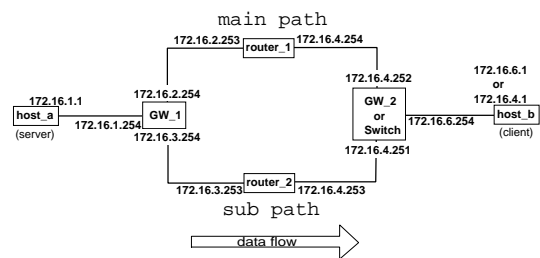 main path
172.16.2.253
router_1
172.16.4.254
172.16.6.1
or
172.16.4.1
172.16.1.1
host_a
(server)
172.16.1.254
172.16.2.254
GW_1
172.16.3.254
172.16.4.252
GW_2
or
Switch
172.16.4.251
172.16.6.254
host_b
(client)
172.16.3.253
router_2
172.16.4.253
sub path
data flow